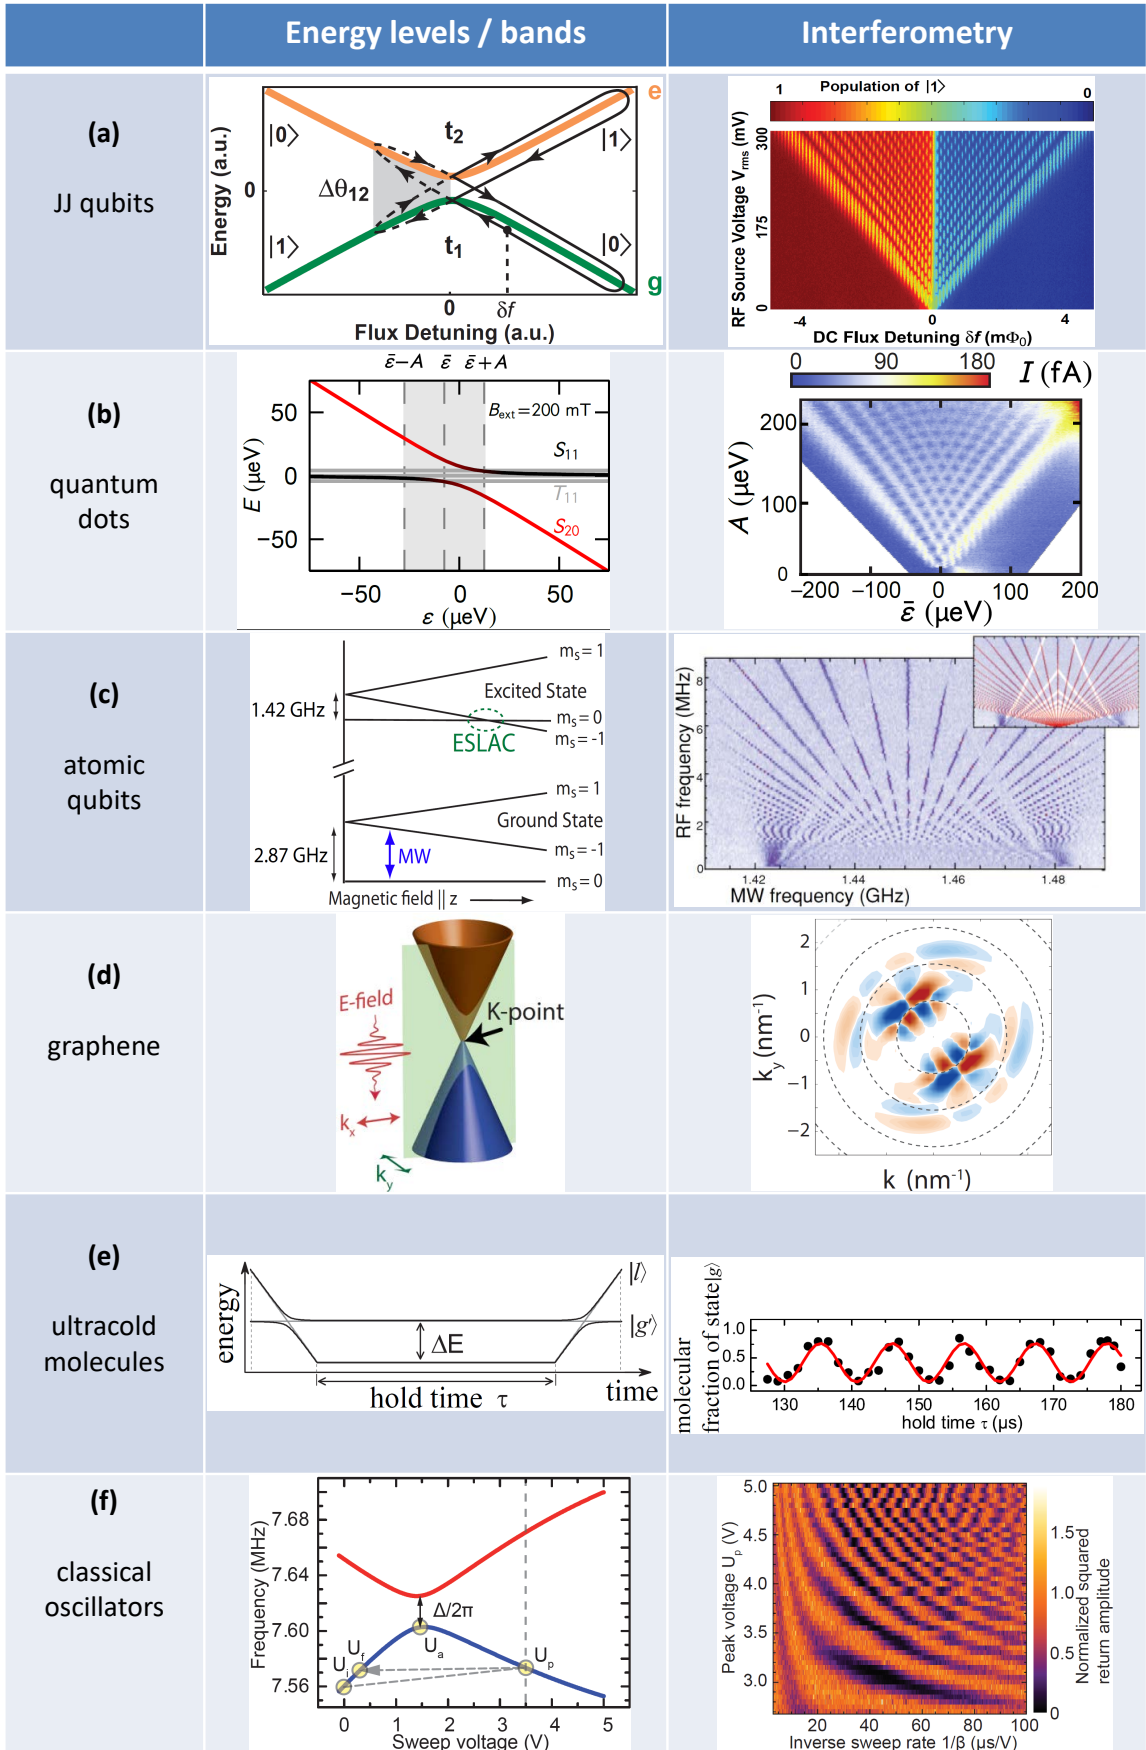 Energy levels / bands
Interferometry
(a)
JJ qubits
Energy (a.u.)
0
|0⟩
|1⟩
t₂
t₁
Δθ₁₂
e
|1⟩
|0⟩
g
0
δf
Flux Detuning (a.u.)
Population of |1⟩
1
0
RF Source Voltage Vrms (mV)
300
175
0
-4
0
4
DC Flux Detuning δf (mΦ₀)
(b)
quantum
dots
ε̄−A
ε̄
ε̄+A
E (µeV)
50
0
−50
Bext=200 mT
S₁₁
T₁₁
S₂₀
−50
0
50
ε (µeV)
0
90
180
I (fA)
A (µeV)
200
100
0
−200
−100
0
100
200
ε̄ (µeV)
(c)
atomic
qubits
1.42 GHz
2.87 GHz
mS= 1
Excited State
mS= 0
mS= -1
ESLAC
mS= 1
Ground State
mS= -1
MW
mS= 0
Magnetic field || z
RF frequency (MHz)
8
6
4
2
0
1.42
1.44
1.46
1.48
MW frequency (GHz)
(d)
graphene
E-field
K-point
kx
ky
ky (nm⁻¹)
2
1
0
−1
−2
k (nm⁻¹)
(e)
ultracold
molecules
energy
|l⟩
|g'⟩
ΔE
hold time τ
time
molecular
fraction of state|g⟩
1.0
0.5
0.0
130
140
150
160
170
180
hold time τ (µs)
(f)
classical
oscillators
Frequency (MHz)
7.68
7.64
7.60
7.56
Δ/2π
Ui
Uf
Ua
Up
0
1
2
3
4
5
Sweep voltage (V)
Peak voltage Up (V)
5.0
4.5
4.0
3.5
3.0
20
40
60
80
100
Inverse sweep rate 1/β (µs/V)
1.5
1.0
0.5
0
Normalized squared
return amplitude